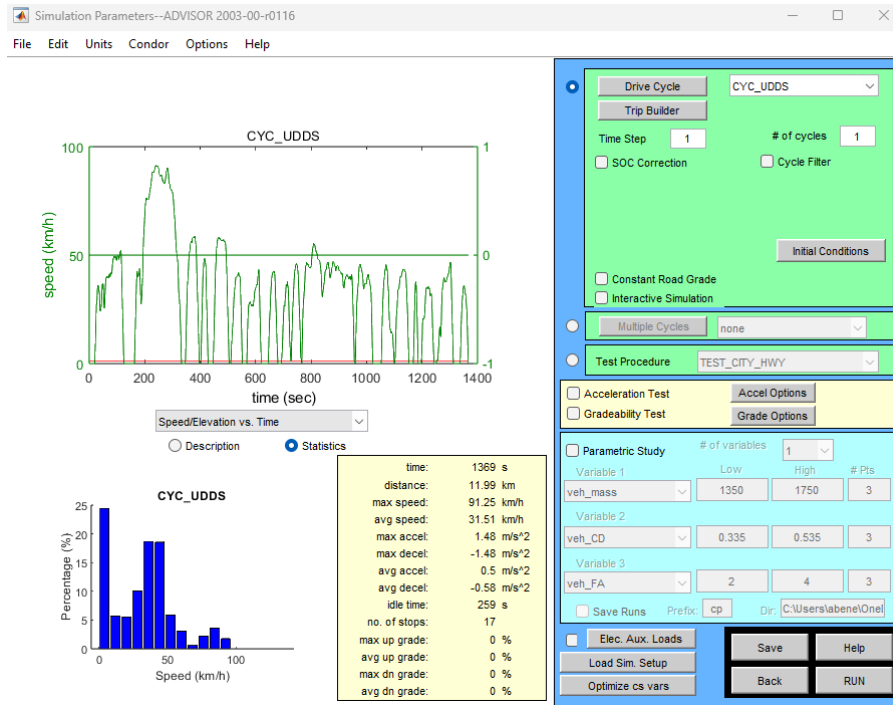 Simulation Parameters--ADVISOR 2003-00-r0116
File Edit Units Condor Options Help
CYC_UDDS
100
50
0
1
0
-1
speed (km/h)
0 200 400 600 800 1000 1200 1400
time (sec)
Speed/Elevation vs. Time
Description Statistics
CYC_UDDS
25
20
15
10
5
0
Percentage (%)
0 50 100
Speed (km/h)
time: 1369 s
distance: 11.99 km
max speed: 91.25 km/h
avg speed: 31.51 km/h
max accel: 1.48 m/s^2
max decel: -1.48 m/s^2
avg accel: 0.5 m/s^2
avg decel: -0.58 m/s^2
idle time: 259 s
no. of stops: 17
max up grade: 0 %
avg up grade: 0 %
max dn grade: 0 %
avg dn grade: 0 %
Drive Cycle CYC_UDDS
Trip Builder
Time Step 1 # of cycles 1
SOC Correction Cycle Filter
Initial Conditions
Constant Road Grade
Interactive Simulation
Multiple Cycles none
Test Procedure TEST_CITY_HWY
Acceleration Test Accel Options
Gradeability Test Grade Options
Parametric Study # of variables 1
Variable 1 Low High # Pts
veh_mass 1350 1750 3
Variable 2
veh_CD 0.335 0.535 3
Variable 3
veh_FA 2 4 3
Save Runs Prefix: cp Dir: C:\Users\abene\Onel
Elec. Aux. Loads
Load Sim. Setup
Optimize cs vars
Save Help
Back RUN